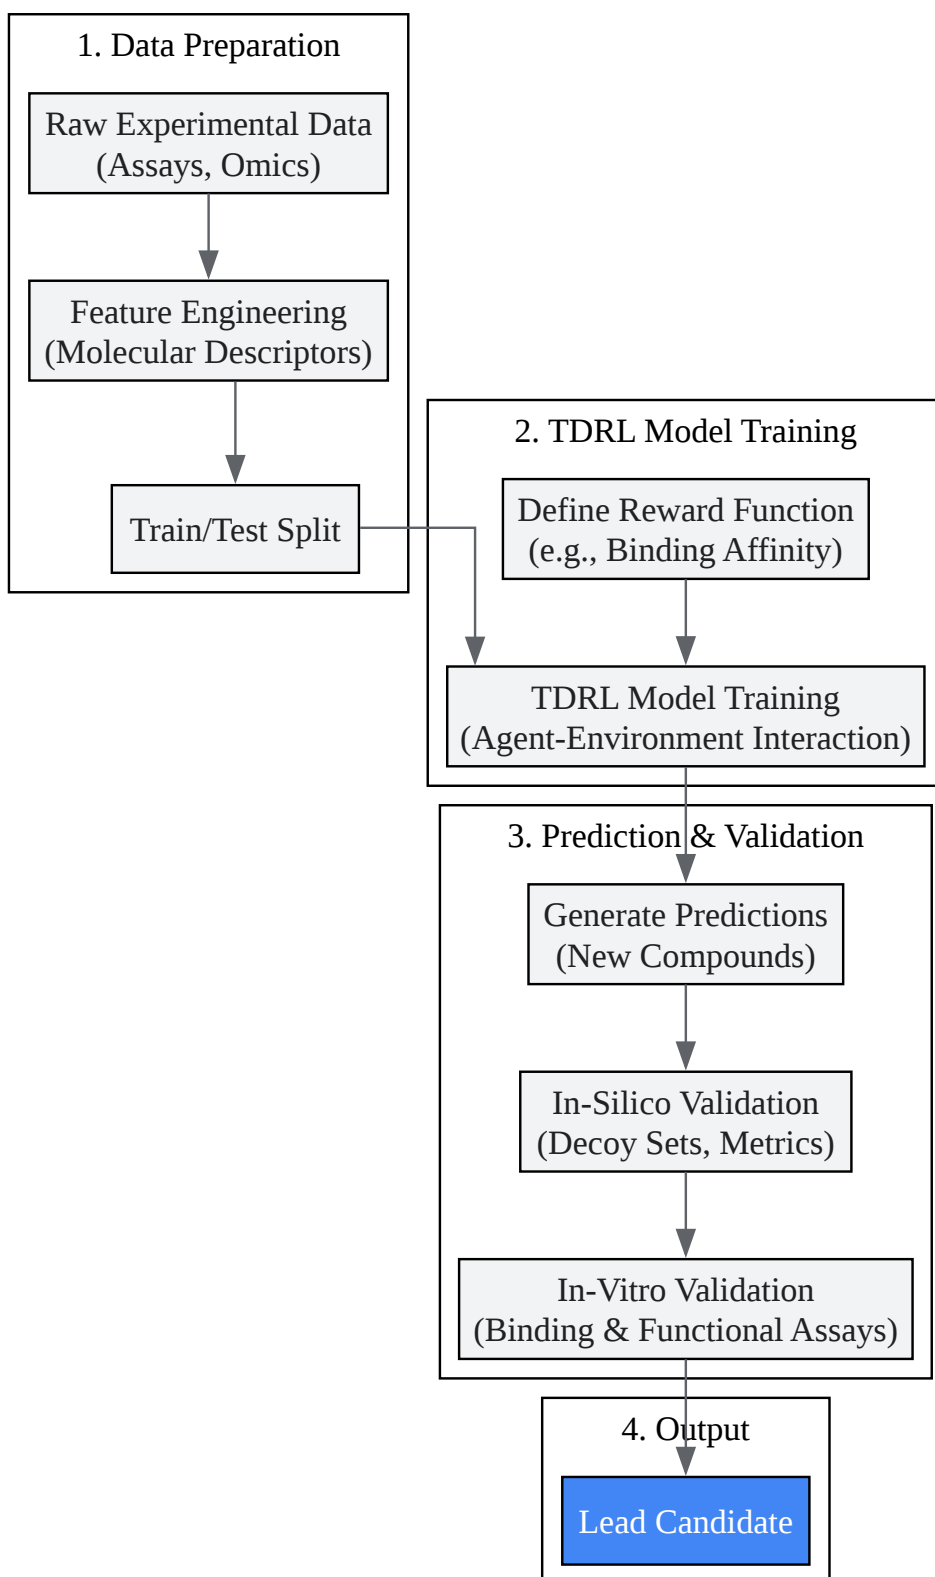 1. Data Preparation
Raw Experimental Data
(Assays, Omics)
Feature Engineering
(Molecular Descriptors)
Train/Test Split
2. TDRL Model Training
Define Reward Function
(e.g., Binding Affinity)
TDRL Model Training
(Agent-Environment Interaction)
3. Prediction & Validation
Generate Predictions
(New Compounds)
In-Silico Validation
(Decoy Sets, Metrics)
In-Vitro Validation
(Binding & Functional Assays)
4. Output
Lead Candidate